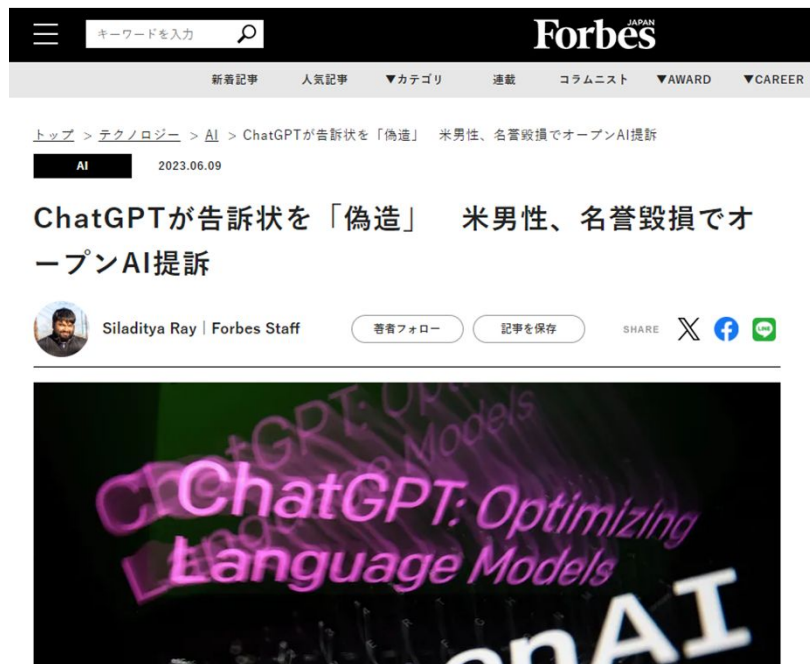 キーワードを入力
Forbes JAPAN
新着記事 人気記事 ▼カテゴリ 連載 コラムニスト ▼AWARD ▼CAREER
トップ > テクノロジー > AI > ChatGPTが告訴状を「偽造」 米男性、名誉毀損でオープンAI提訴
AI 2023.06.09
ChatGPTが告訴状を「偽造」 米男性、名誉毀損でオ
ープンAI提訴
Siladitya Ray | Forbes Staff 著者フォロー 記事を保存 SHARE
ChatGPT: Optimizing
Language Models
enAI